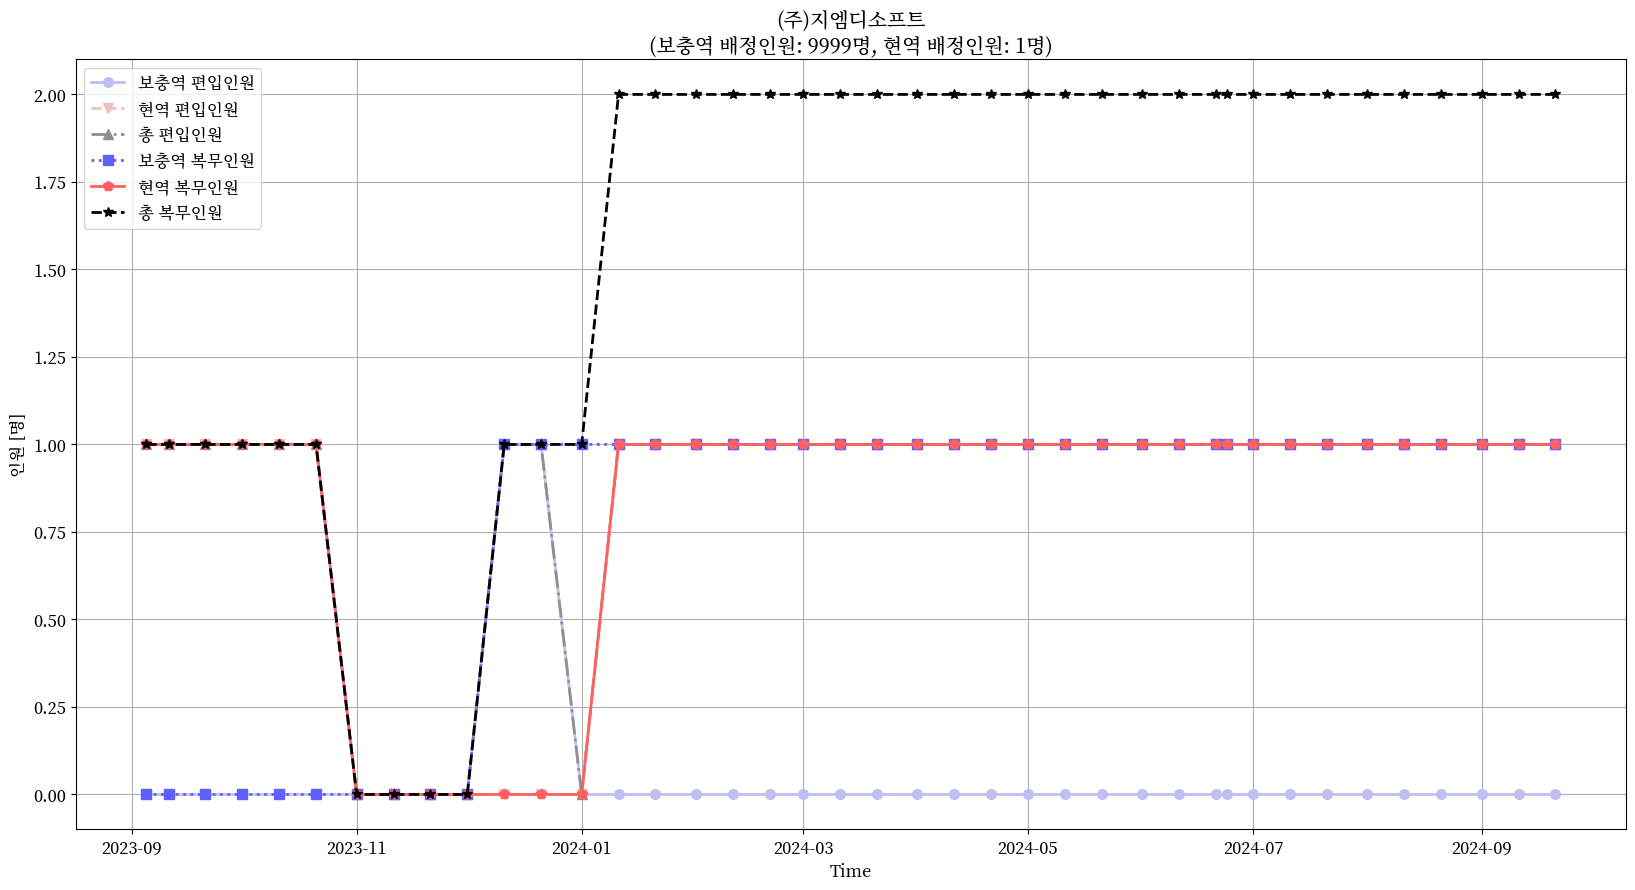 (주)지엠디소프트
(보충역 배정인원: 9999명, 현역 배정인원: 1명)
보충역 편입인원
현역 편입인원
총 편입인원
보충역 복무인원
현역 복무인원
총 복무인원
2.00
1.75
1.50
1.25
1.00
0.75
0.50
0.25
0.00
인원 [명]
2023-09 2023-11 2024-01 2024-03 2024-05 2024-07 2024-09
Time